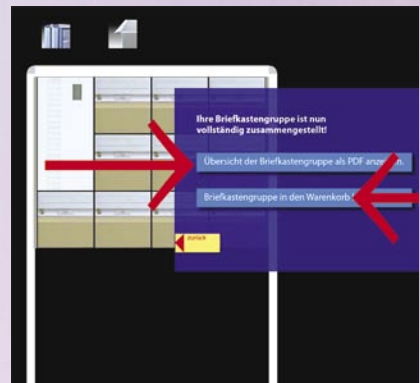 Ihre Briefkastengruppe ist nun
vollständig zusammengestellt!
Übersicht der Briefkastengruppe als PDF anzeigen.
Briefkastengruppe in den Warenkorb
zurück